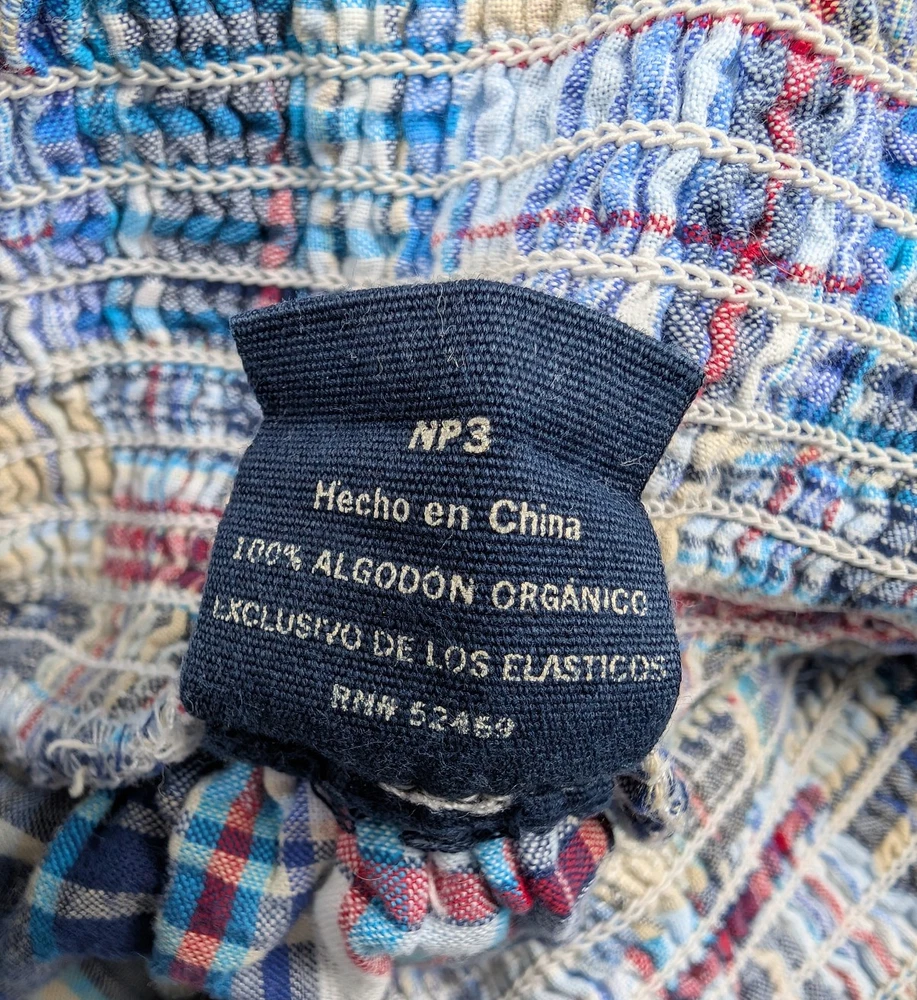 NP3
Hecho en China
100% ALGODÓN ORGÁNICO
EXCLUSIVO DE LOS ELASTICOS
RN# 52469